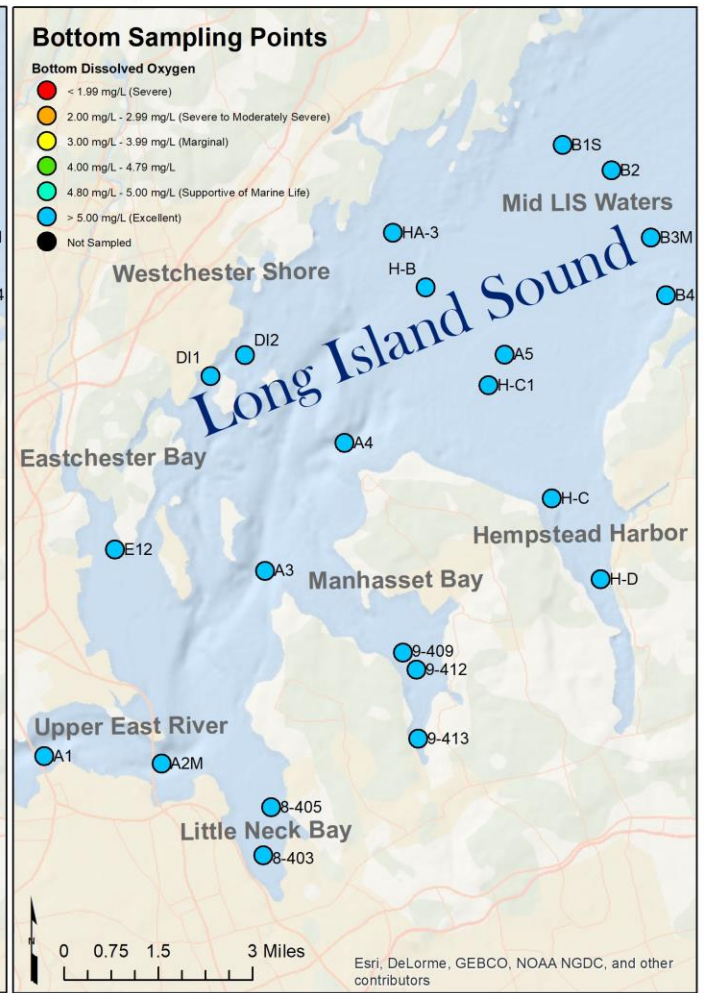 Bottom Sampling Points
Bottom Dissolved Oxygen
< 1.99 mg/L (Severe)
2.00 mg/L - 2.99 mg/L (Severe to Moderately Severe)
3.00 mg/L - 3.99 mg/L (Marginal)
4.00 mg/L - 4.79 mg/L
4.80 mg/L - 5.00 mg/L (Supportive of Marine Life)
> 5.00 mg/L (Excellent)
Not Sampled
B1S
B2
Mid LIS Waters
HA-3
B3M
Westchester Shore
H-B
B4
Long Island Sound
DI2
DI1
A5
H-C1
A4
Eastchester Bay
H-C
Hempstead Harbor
E12
A3
Manhasset Bay
H-D
9-409
9-412
Upper East River
9-413
A1
A2M
8-405
Little Neck Bay
8-403
N
0 0.75 1.5 3 Miles
Esri, DeLorme, GEBCO, NOAA NGDC, and other
contributors